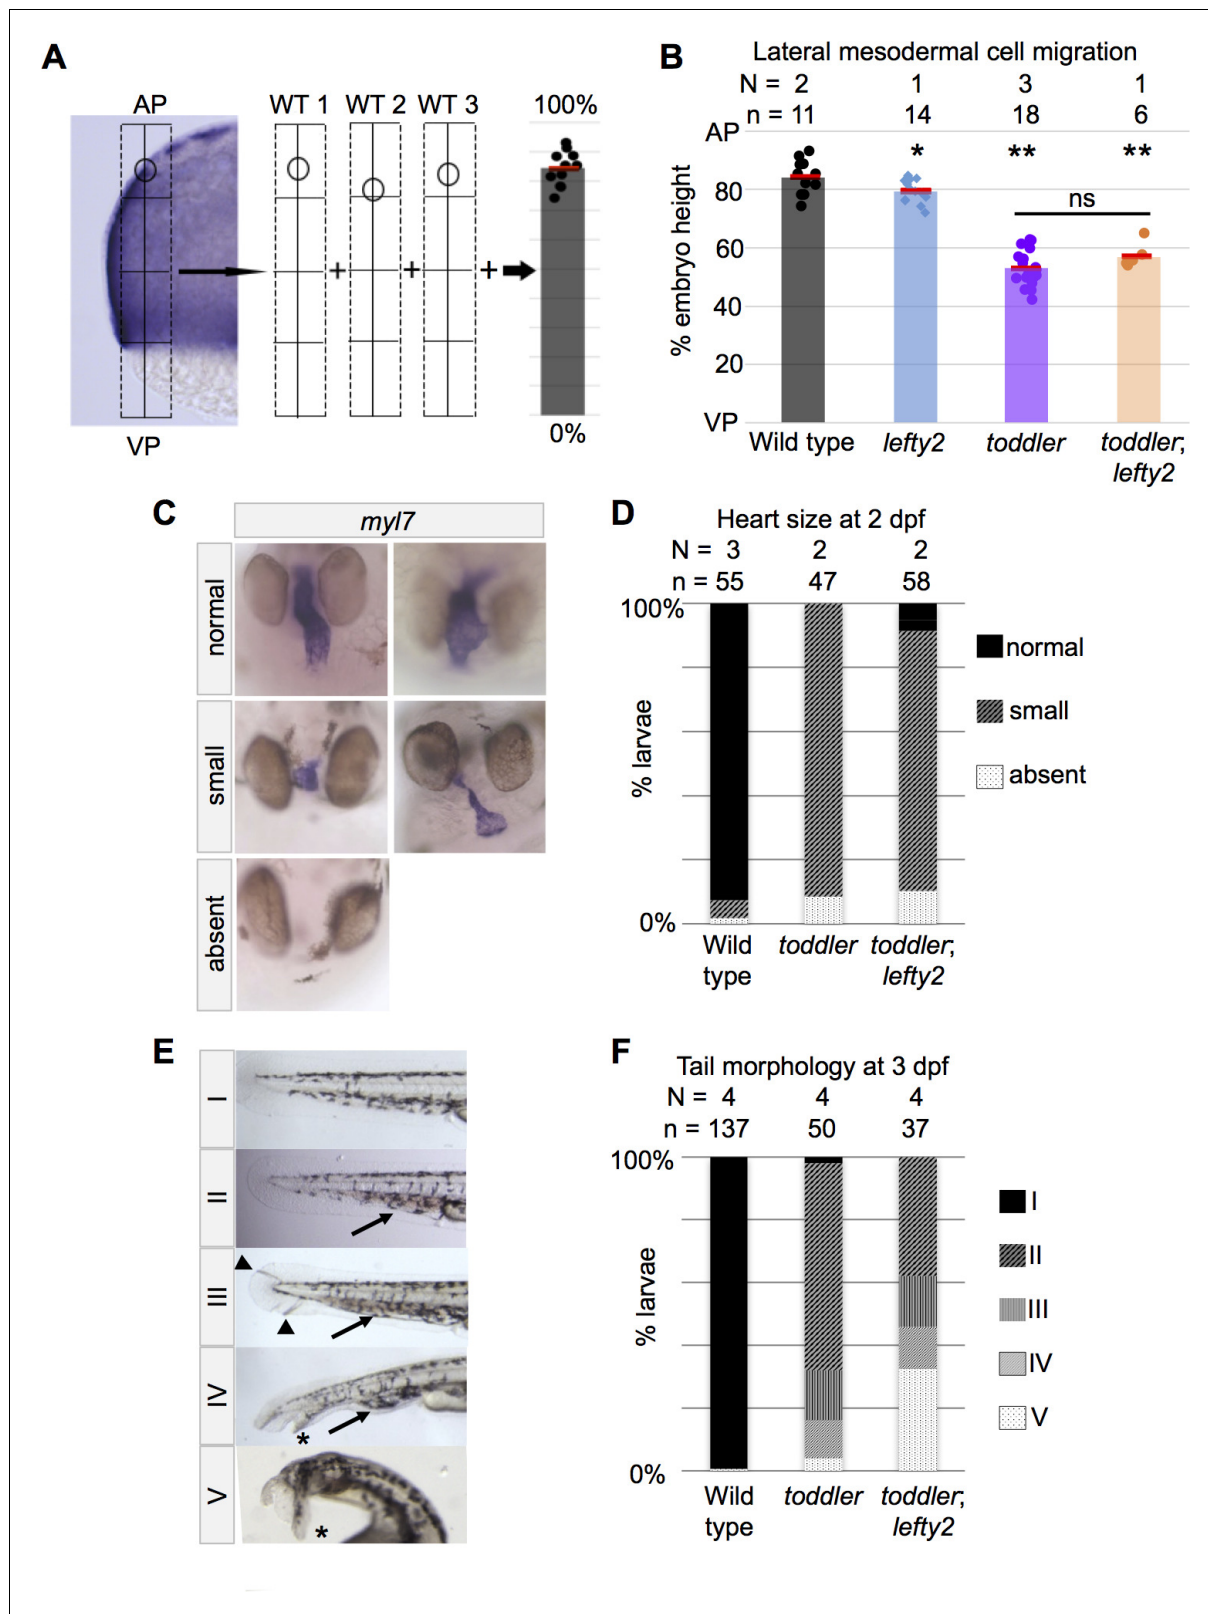 A
AP
WT 1 WT 2 WT 3
100%
+ + +
VP
0%
B
Lateral mesodermal cell migration
N = 2 1 3 1
n = 11 14 18 6
AP
* ** **
ns
80
60
40
20
VP
% embryo height
Wild type lefty2 toddler toddler;
lefty2
C
myl7
normal
small
absent
D
Heart size at 2 dpf
N = 3 2 2
n = 55 47 58
100%
% larvae
0%
normal
small
absent
Wild toddler toddler;
type lefty2
E
I
II
III
IV
*
V
*
F
Tail morphology at 3 dpf
N = 4 4 4
n = 137 50 37
100%
% larvae
0%
I
II
III
IV
V
Wild toddler toddler;
type lefty2